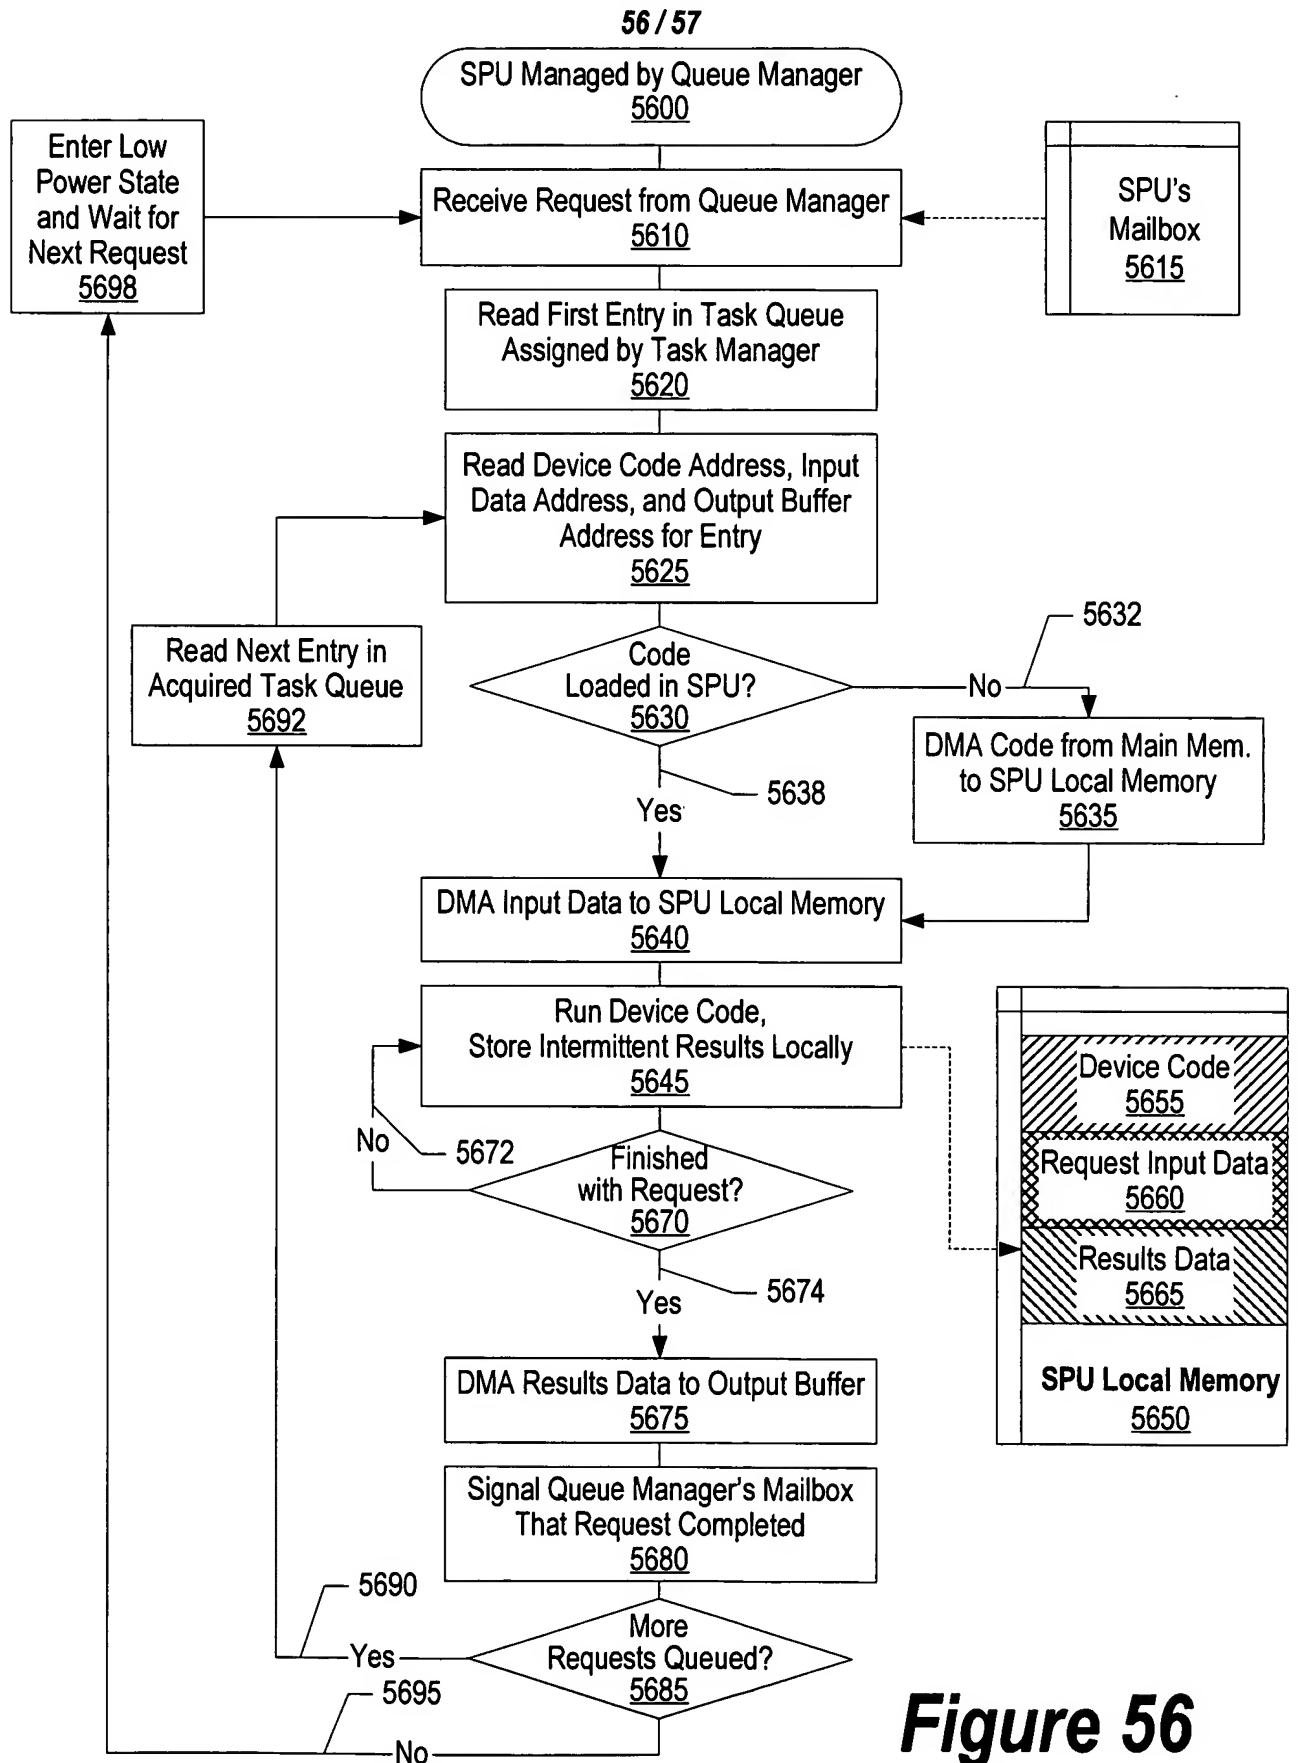 56 / 57
SPU Managed by Queue Manager
5600
Enter Low
Power State
and Wait for
Next Request
5698
Receive Request from Queue Manager
5610
SPU's
Mailbox
5615
Read First Entry in Task Queue
Assigned by Task Manager
5620
Read Device Code Address, Input
Data Address, and Output Buffer
Address for Entry
5625
Read Next Entry in
Acquired Task Queue
5692
Code
Loaded in SPU?
5630
No
5632
DMA Code from Main Mem.
to SPU Local Memory
5635
5638
Yes
DMA Input Data to SPU Local Memory
5640
Run Device Code,
Store Intermittent Results Locally
5645
Device Code
5655
Request Input Data
5660
Results Data
5665
SPU Local Memory
5650
No
5672
Finished
with Request?
5670
5674
Yes
DMA Results Data to Output Buffer
5675
Signal Queue Manager's Mailbox
That Request Completed
5680
5690
Yes
More
Requests Queued?
5685
5695
No
Figure 56